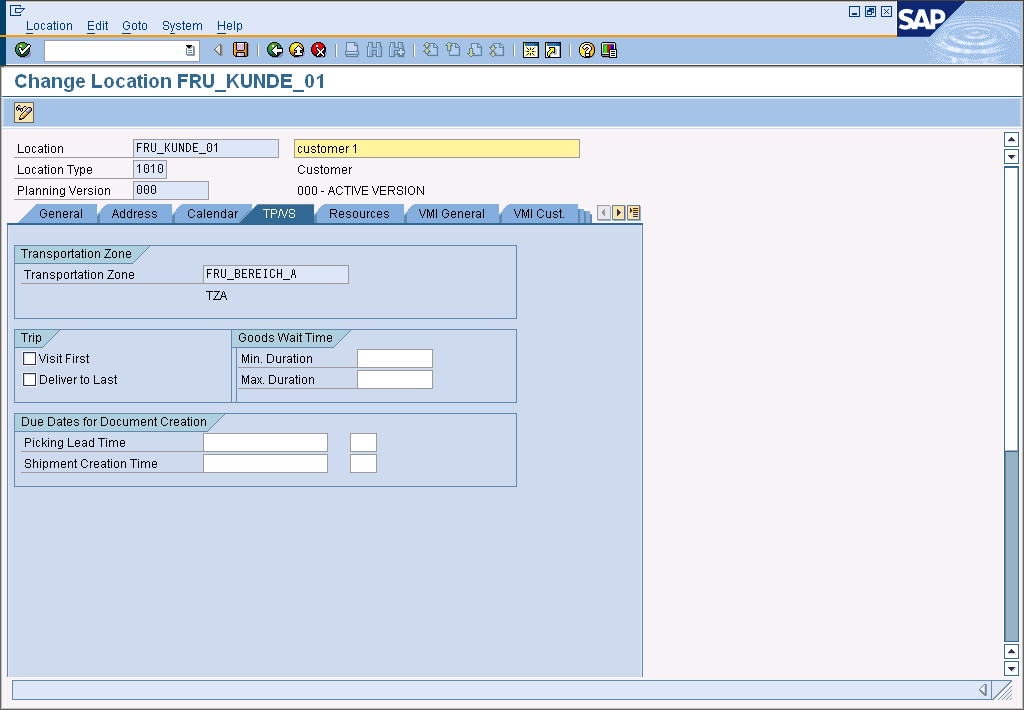 Location Edit Goto System Help
SAP
Change Location FRU_KUNDE_01
Location FRU_KUNDE_01 customer 1
Location Type 1010 Customer
Planning Version 000 000 - ACTIVE VERSION
General Address Calendar TP/VS Resources VMI General VMI Cust.
Transportation Zone
Transportation Zone FRU_BEREICH_A
TZA
Trip Goods Wait Time
Visit First Min. Duration
Deliver to Last Max. Duration
Due Dates for Document Creation
Picking Lead Time
Shipment Creation Time